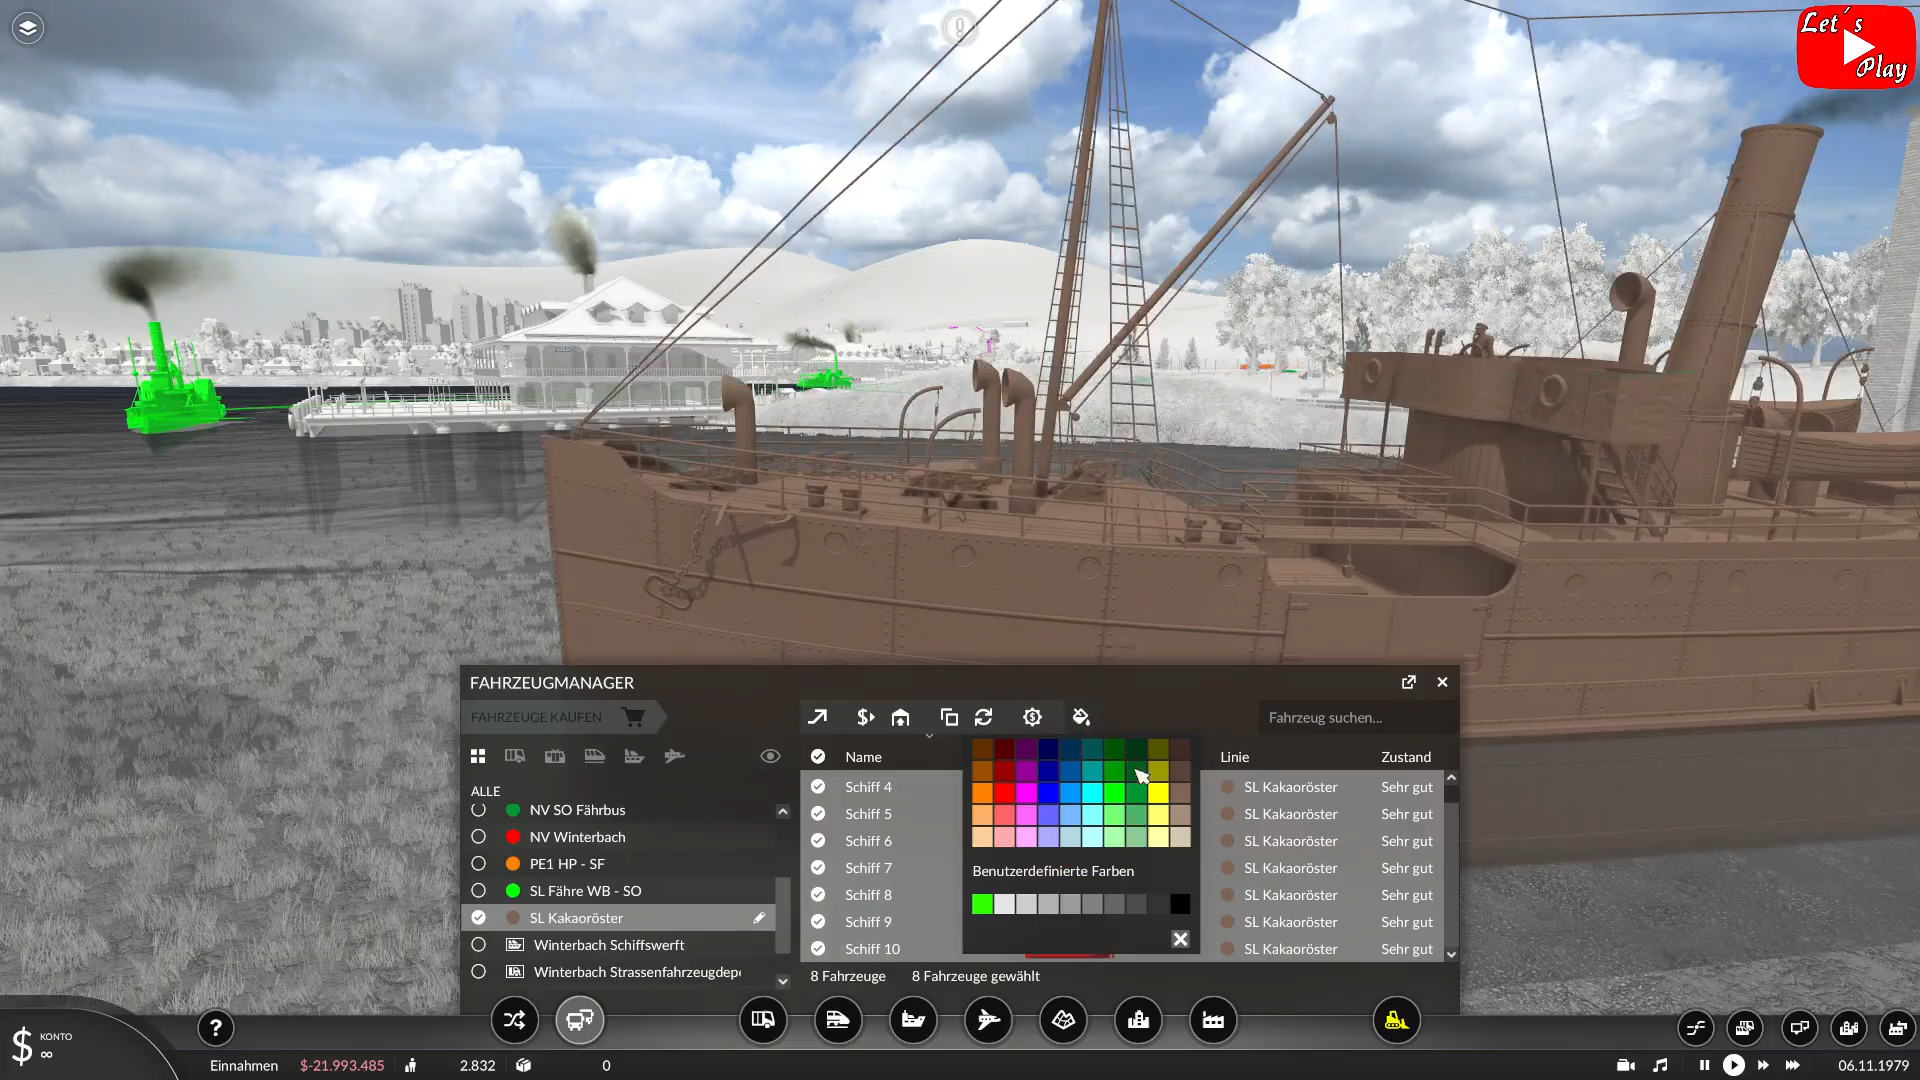 Let´s
Play
FAHRZEUGMANAGER
FAHRZEUGE KAUFEN
Fahrzeug suchen...
Name
Linie
Zustand
ALLE
NV SO Fährbus
NV Winterbach
PE1 HP - SF
SL Fähre WB - SO
SL Kakaoröster
Winterbach Schiffswerft
Winterbach Strassenfahrzeugdep
Schiff 4
SL Kakaoröster
Sehr gut
Schiff 5
SL Kakaoröster
Sehr gut
Schiff 6
SL Kakaoröster
Sehr gut
Schiff 7
SL Kakaoröster
Sehr gut
Schiff 8
SL Kakaoröster
Sehr gut
Schiff 9
SL Kakaoröster
Sehr gut
Schiff 10
SL Kakaoröster
Sehr gut
Benutzerdefinierte Farben
8 Fahrzeuge
8 Fahrzeuge gewählt
KONTO
∞
Einnahmen
$-21.993.485
2.832
0
06.11.1979